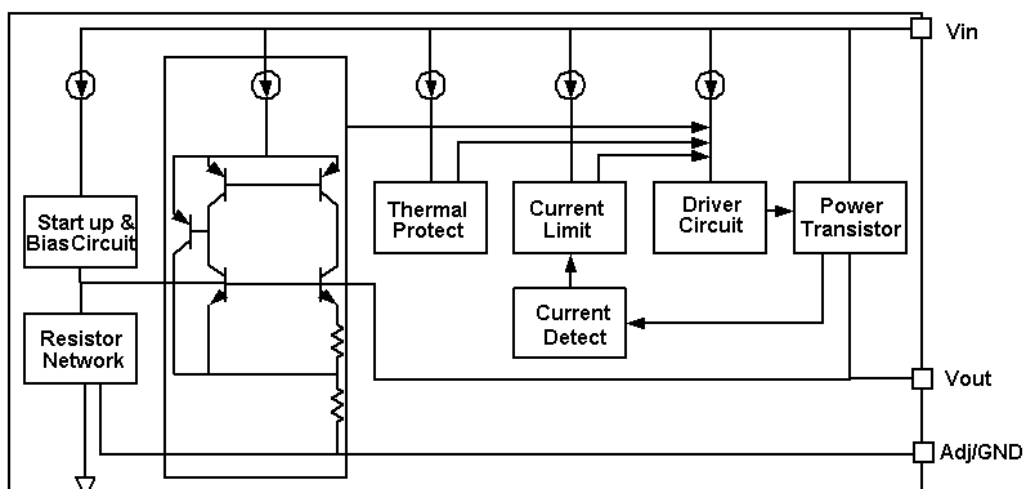 Vin
Start up &
Bias Circuit
Thermal
Protect
Current
Limit
Driver
Circuit
Power
Transistor
Resistor
Network
Current
Detect
Vout
Adj/GND